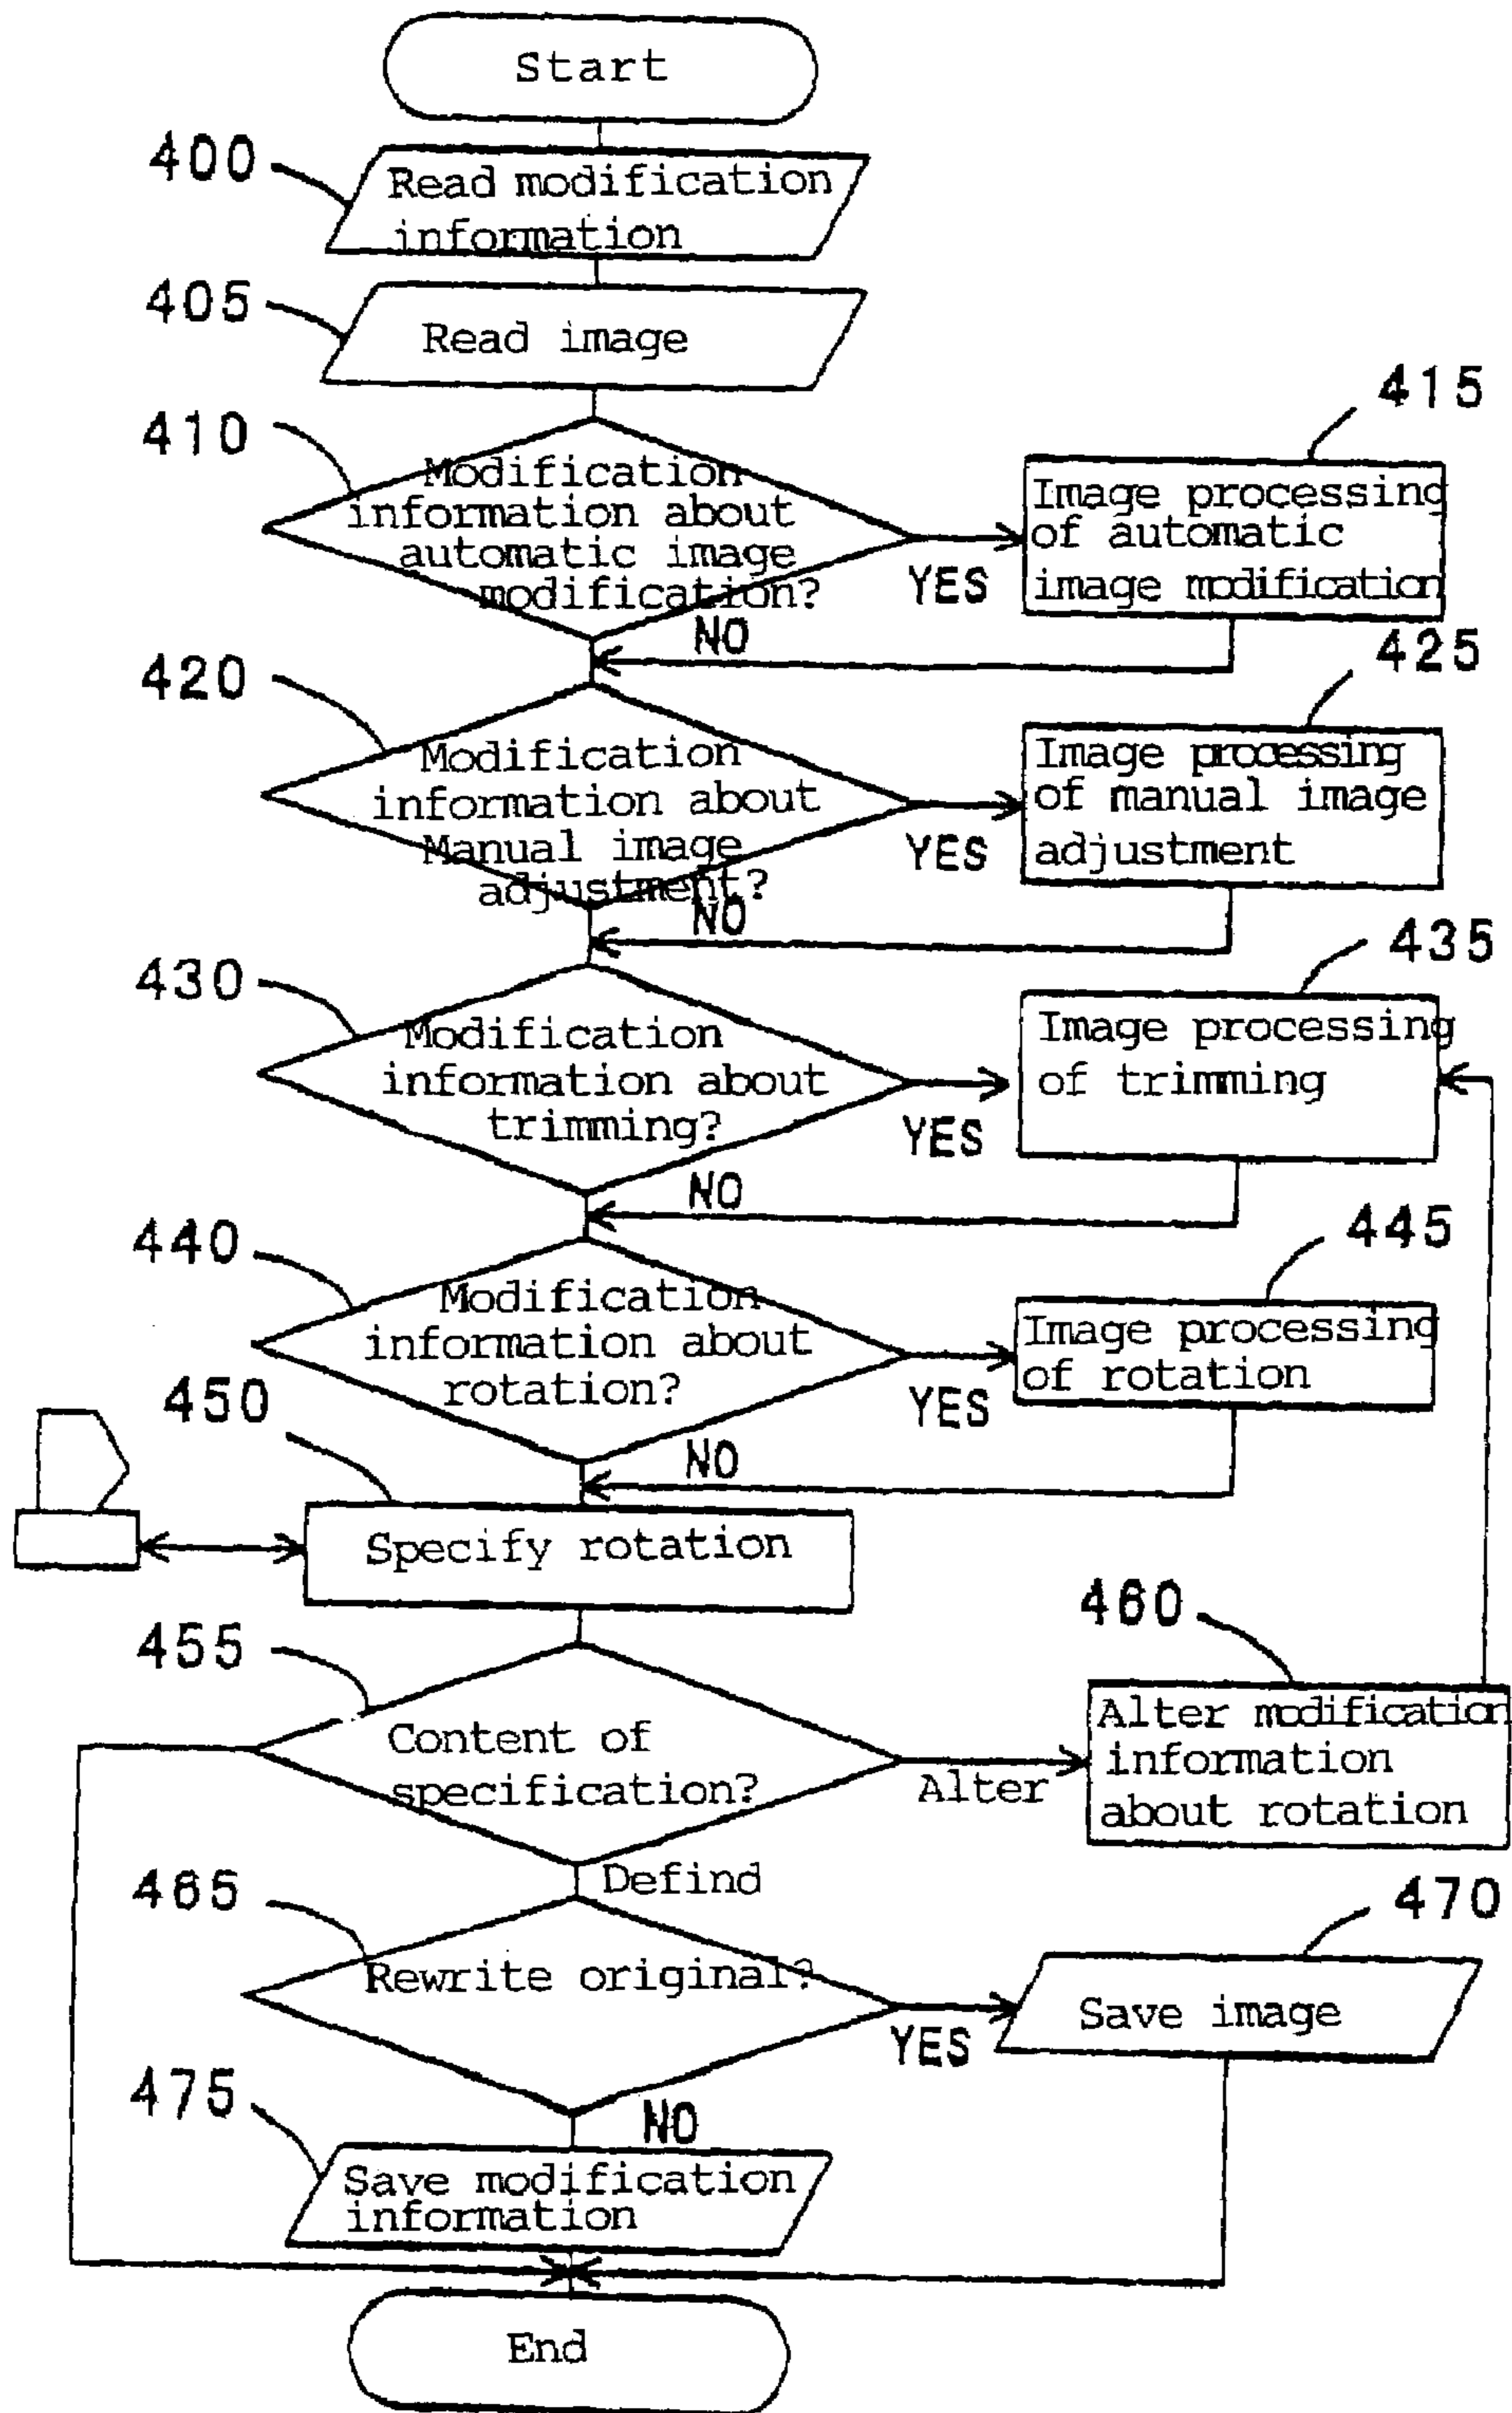 Start
400
Read modification
information
405
Read image
410
Modification
information about
automatic image
modification?
YES
NO
415
Image processing
of automatic
image modification
420
Modification
information about
Manual image
adjustment?
YES
NO
425
Image processing
of manual image
adjustment
430
Modification
information about
trimming?
YES
NO
435
Image processing
of trimming
440
Modification
information about
rotation?
YES
NO
445
Image processing
of rotation
450
Specify rotation
455
Content of
specification?
Alter
Defind
460
Alter modification
information
about rotation
465
Rewrite original?
YES
NO
470
Save image
475
Save modification
information
End